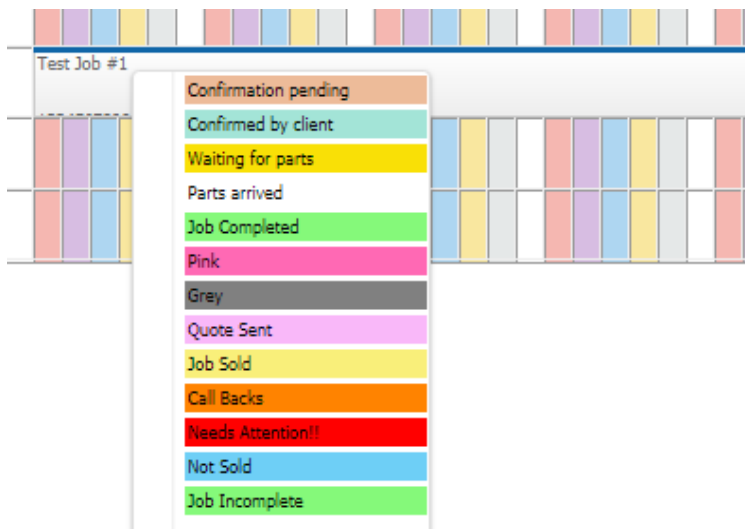 Test Job #1
Confirmation pending
Confirmed by client
Waiting for parts
Parts arrived
Job Completed
Pink
Grey
Quote Sent
Job Sold
Call Backs
Needs Attention!!
Not Sold
Job Incomplete